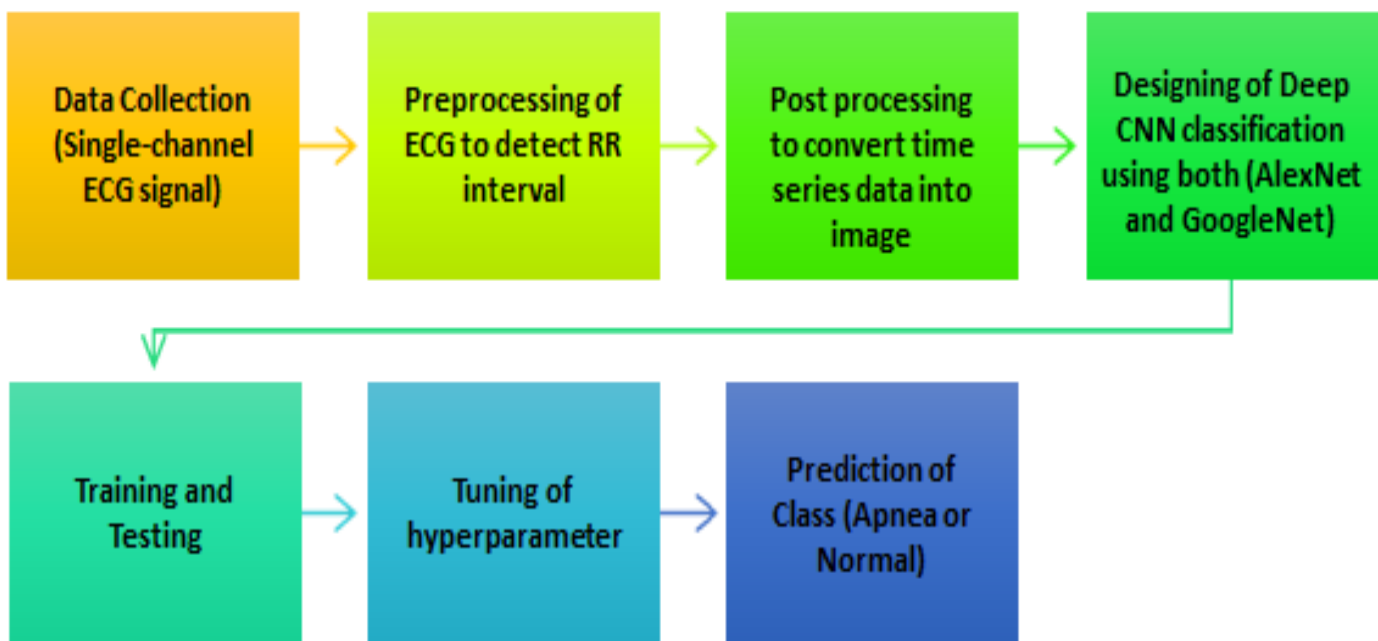 Data Collection
(Single-channel
ECG signal)
Preprocessing of
ECG to detect RR
interval
Post processing
to convert time
series data into
image
Designing of Deep
CNN classification
using both (AlexNet
and GoogleNet)
Training and
Testing
Tuning of
hyperparameter
Prediction of
Class (Apnea or
Normal)